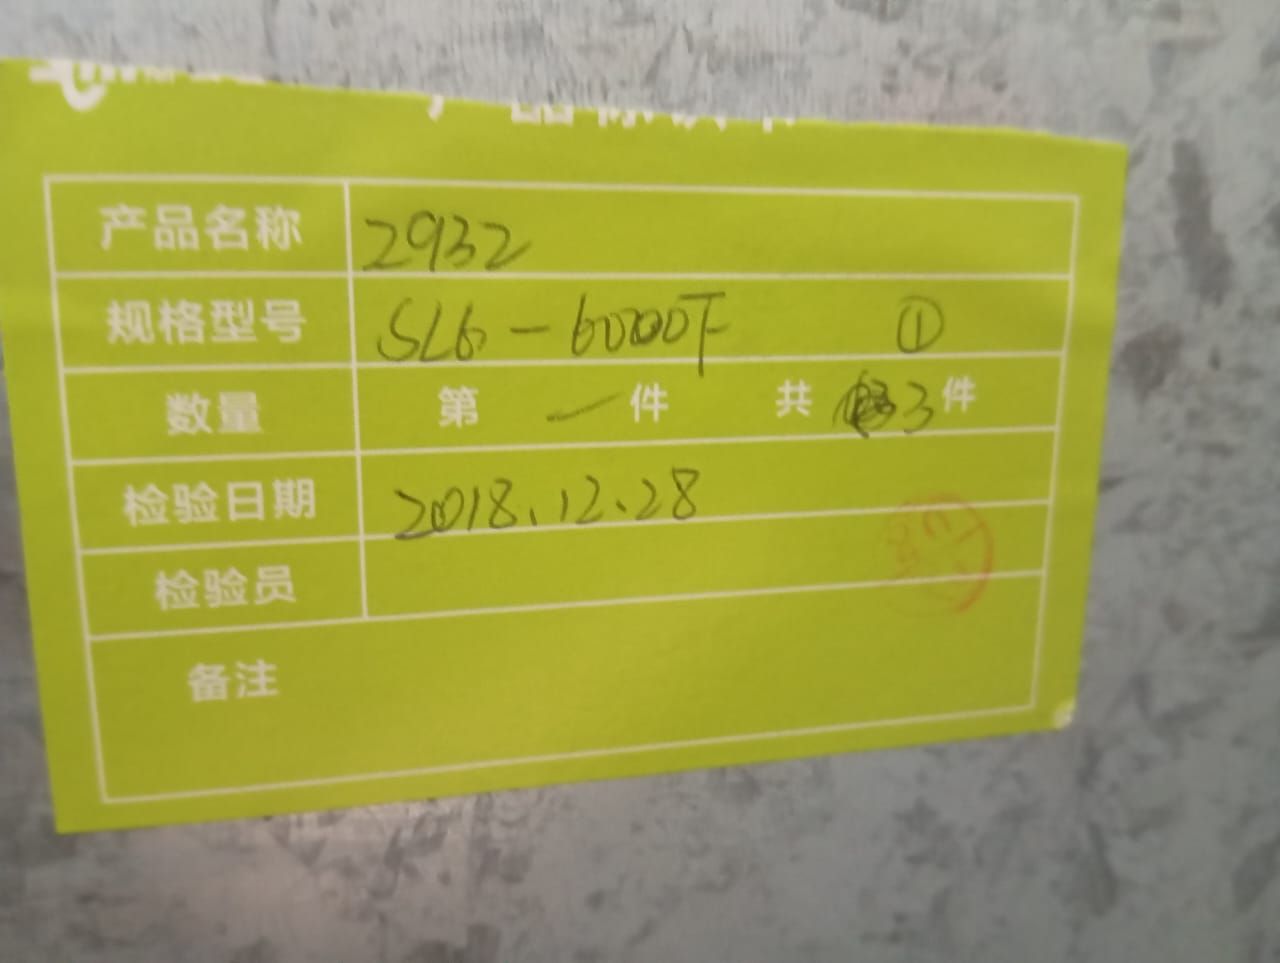 产品名称 2932
规格型号 SL6-6000F ①
数量 第 一 件 共 3 件
检验日期 2018.12.28
检验员
备注